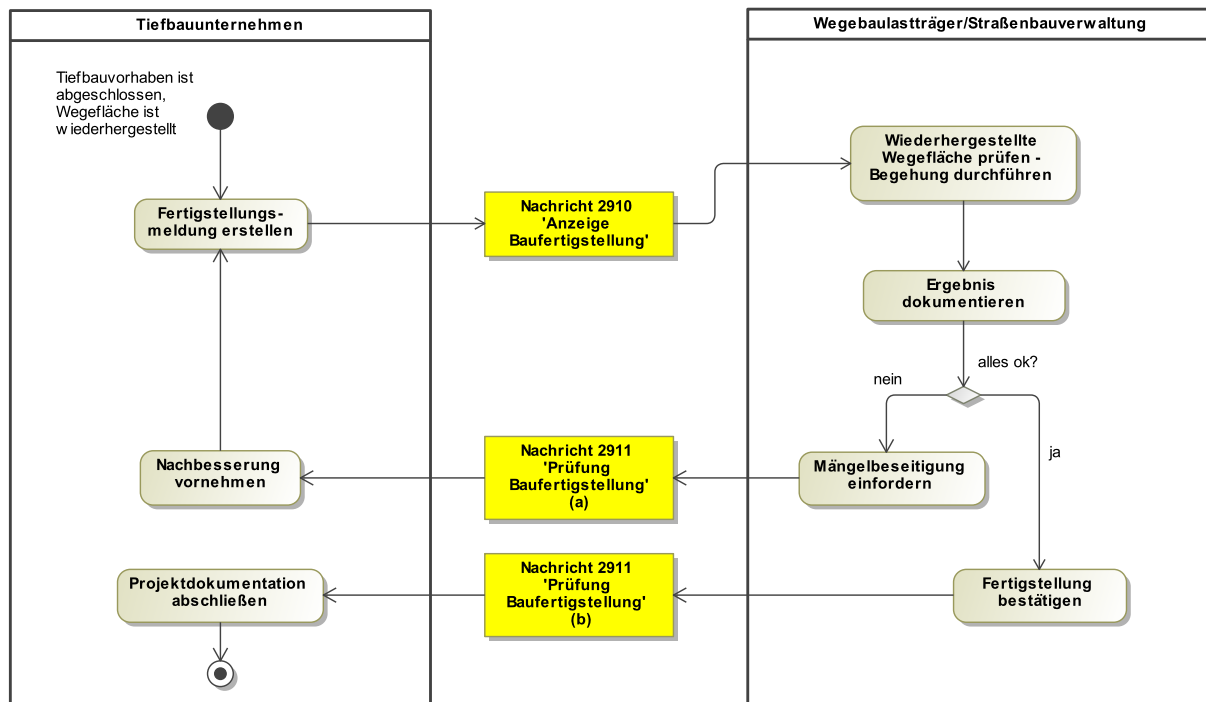 Tiefbauunternehmen
Wegebaulastträger/Straßenbauverwaltung
Tiefbauvorhaben ist
abgeschlossen,
Wegefläche ist
wiederhergestellt
Wiederhergestellte
Wegefläche prüfen -
Begehung durchführen
Fertigstellungs-
meldung erstellen
Nachricht 2910
'Anzeige
Baufertigstellung'
Ergebnis
dokumentieren
alles ok?
nein
ja
Nachbesserung
vornehmen
Nachricht 2911
'Prüfung
Baufertigstellung'
(a)
Mängelbeseitigung
einfordern
Projektdokumentation
abschließen
Nachricht 2911
'Prüfung
Baufertigstellung'
(b)
Fertigstellung
bestätigen